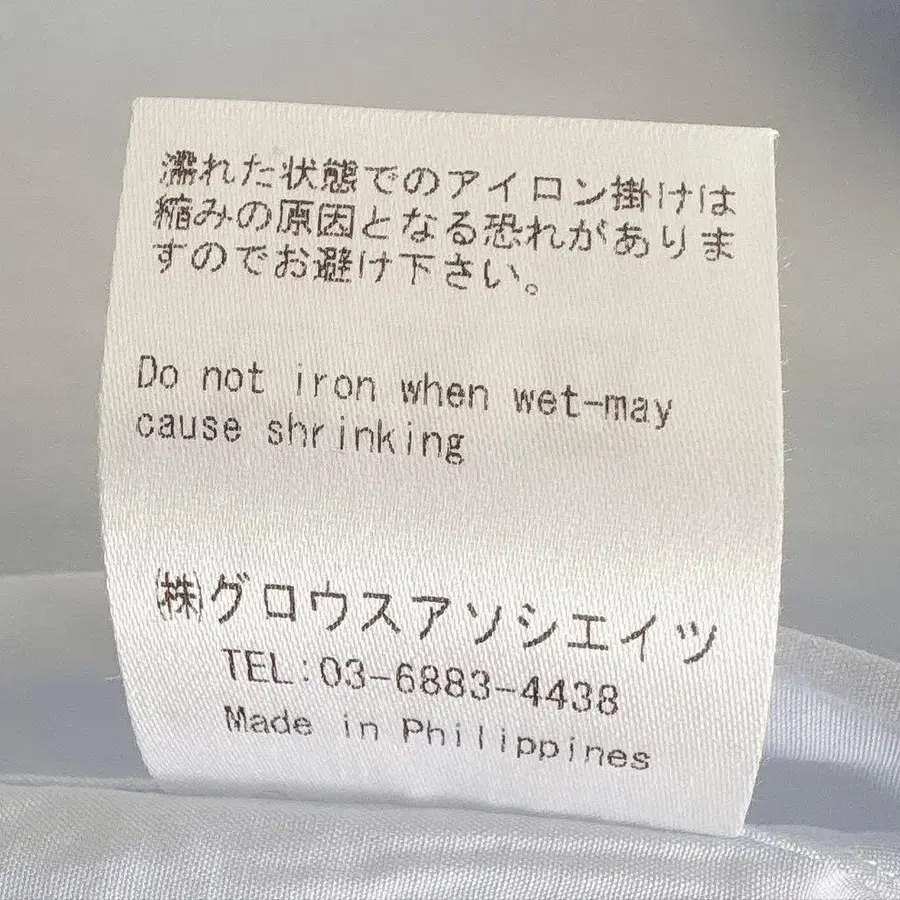 濡れた状態でのアイロン掛けは
縮みの原因となる恐れがありま
すのでお避け下さい。
Do not iron when wet-may
cause shrinking
㈱グロウスアソシエイツ
TEL:03-6883-4438
Made in Philippines